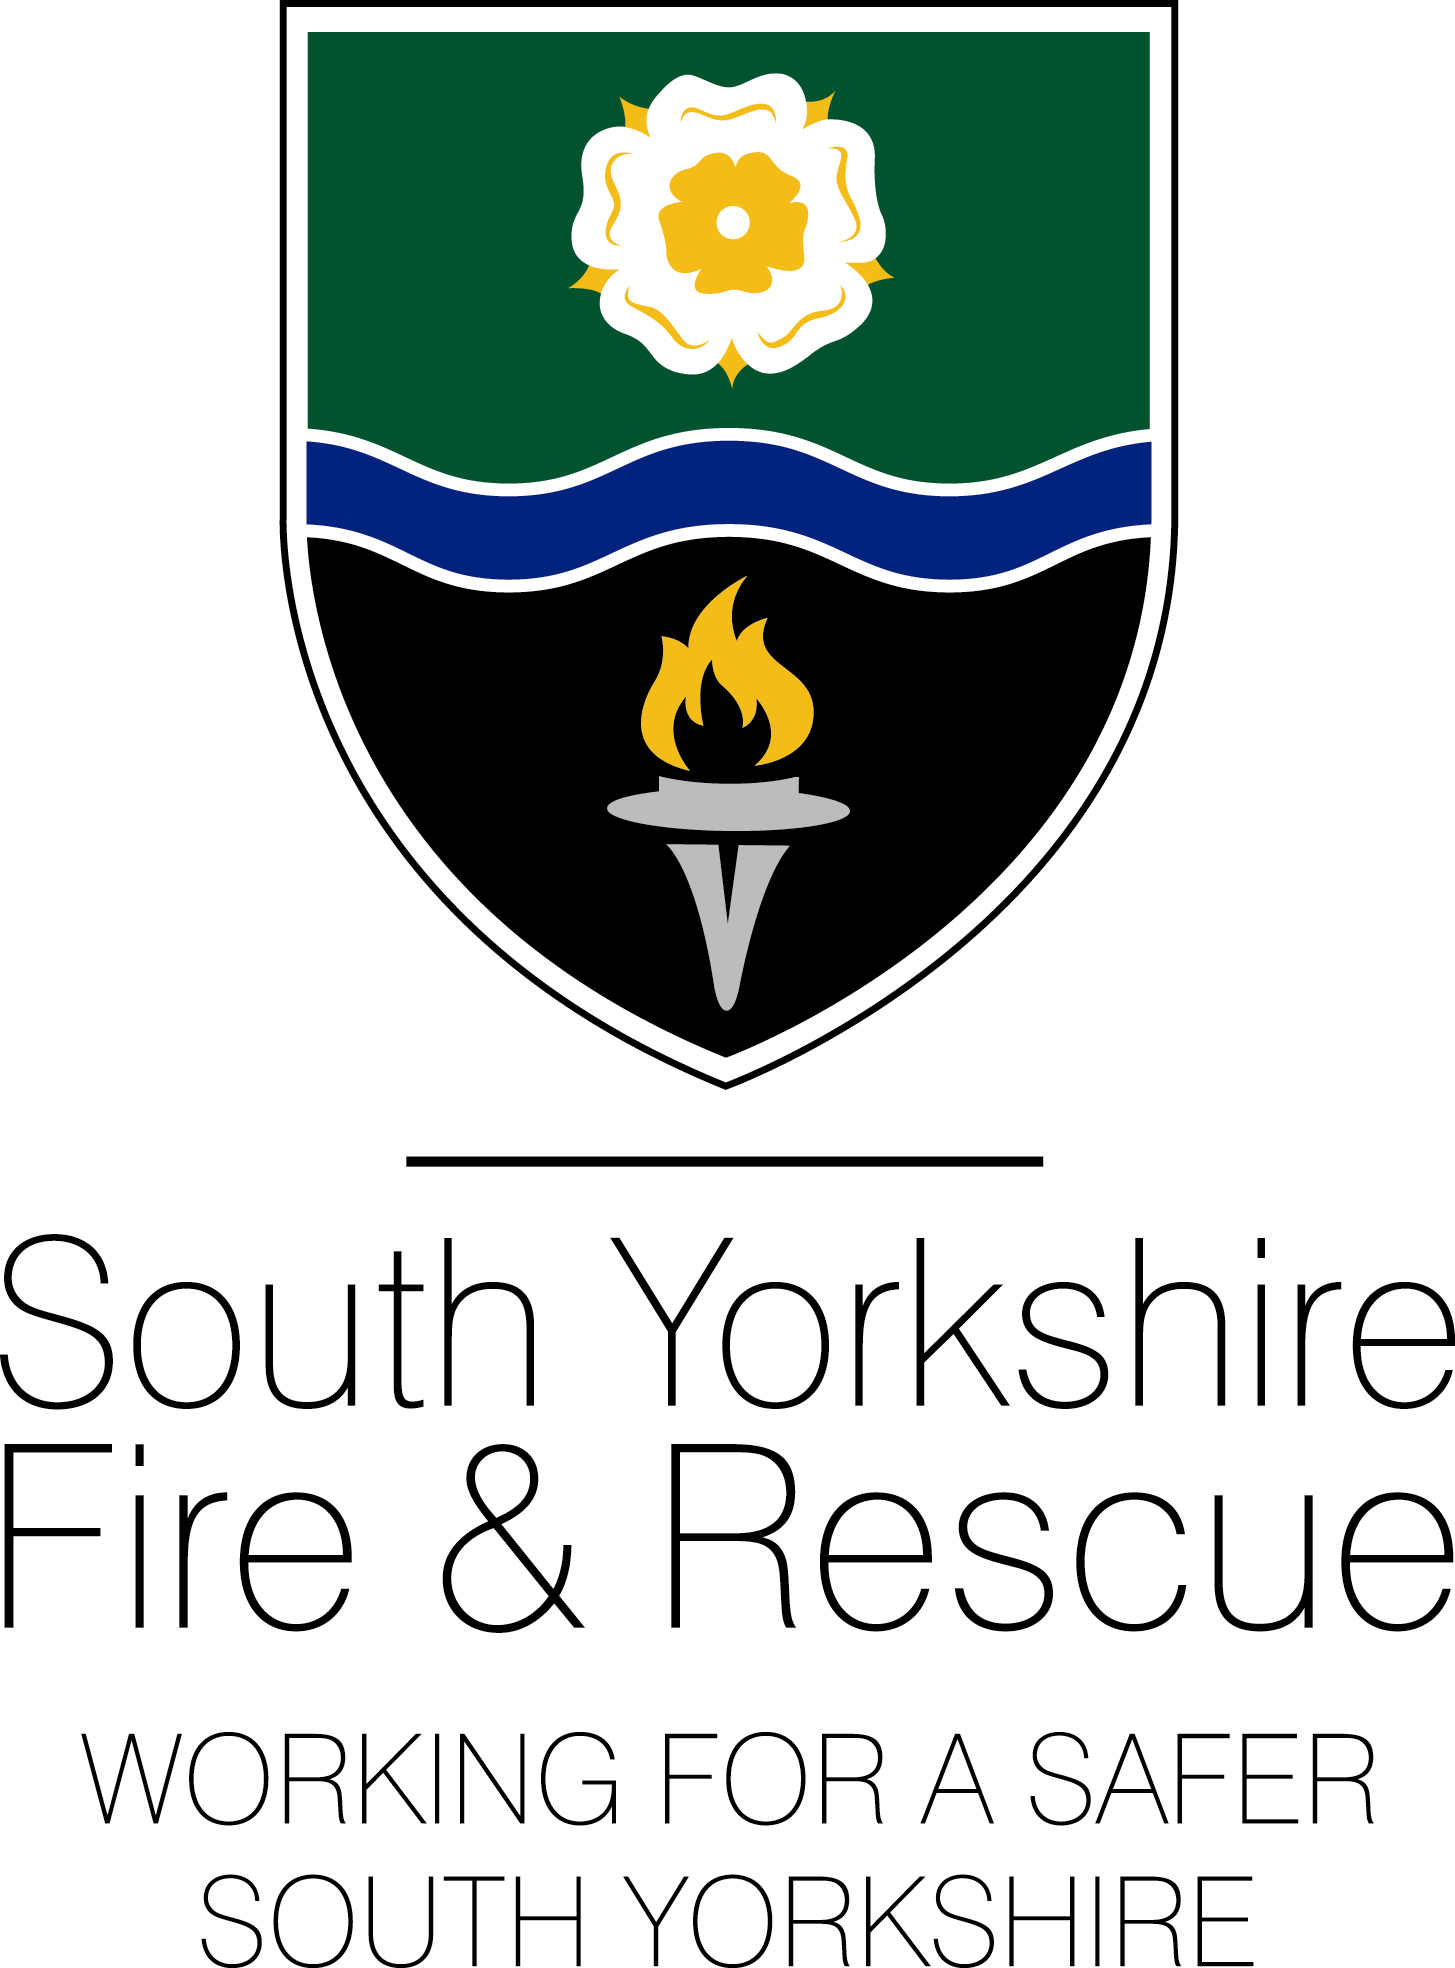 South Yorkshire
Fire & Rescue
WORKING FOR A SAFER
SOUTH YORKSHIRE